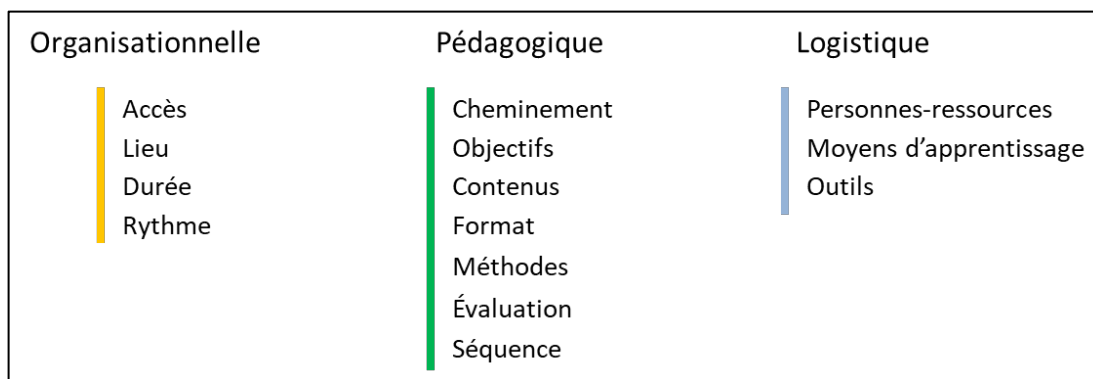 Organisationnelle
Accès
Lieu
Durée
Rythme
Pédagogique
Cheminement
Objectifs
Contenus
Format
Méthodes
Évaluation
Séquence
Logistique
Personnes-ressources
Moyens d'apprentissage
Outils